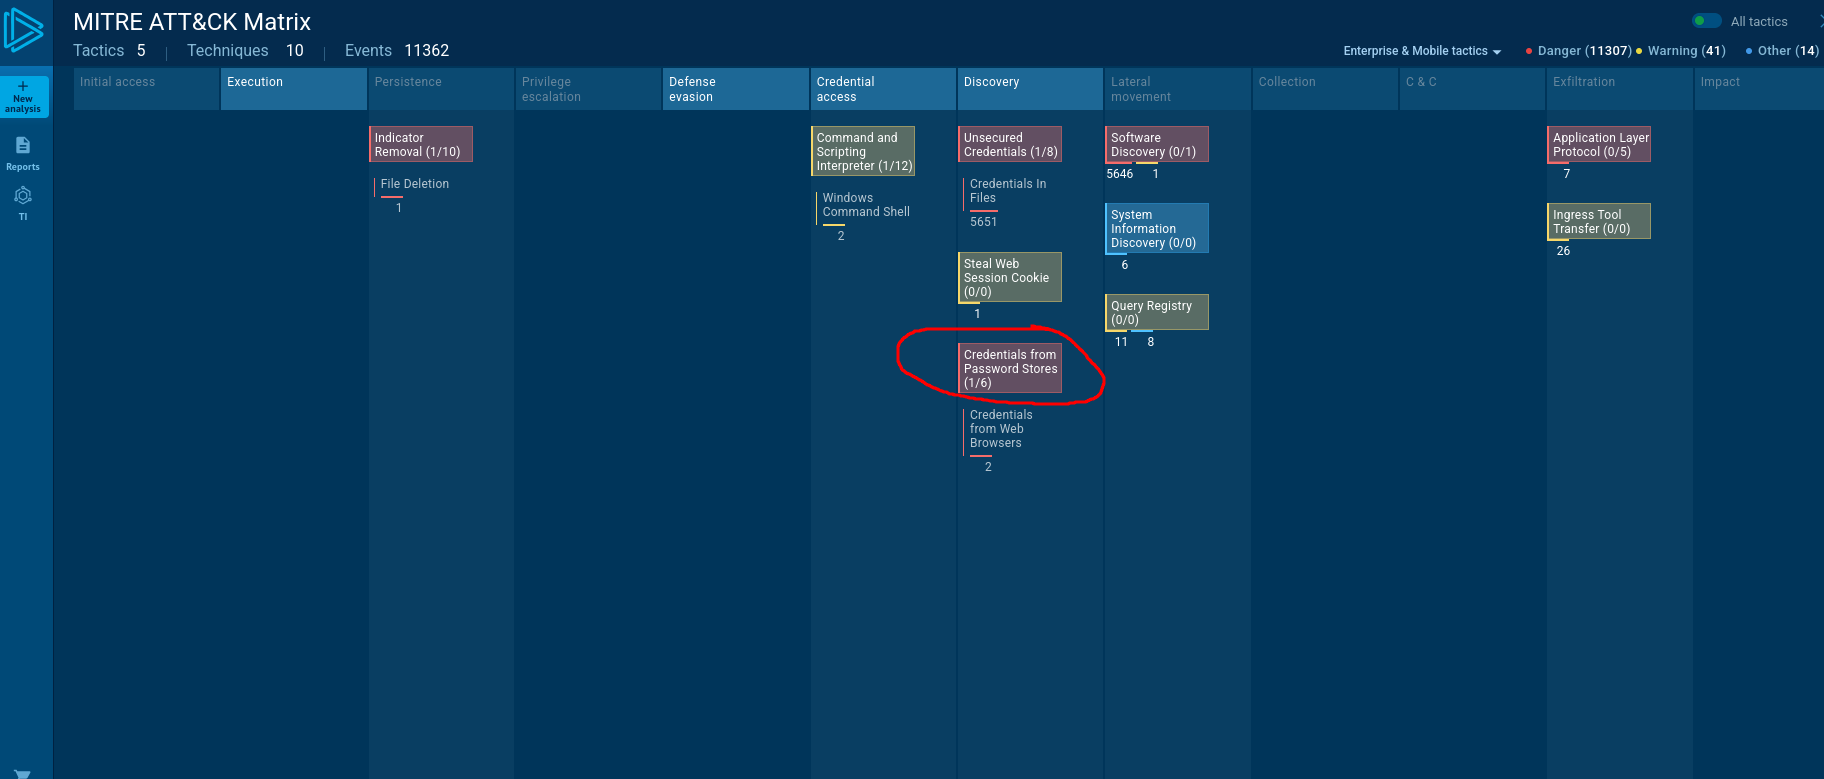 MITRE ATT&CK Matrix
All tactics
Tactics 5 | Techniques 10 | Events 11362
Enterprise & Mobile tactics
Danger (11307)
Warning (41)
Other (14)
New
analysis
Reports
TI
Initial access
Execution
Persistence
Privilege
escalation
Defense
evasion
Credential
access
Discovery
Lateral
movement
Collection
C & C
Exfiltration
Impact
Indicator
Removal (1/10)
File Deletion
1
Command and
Scripting
Interpreter (1/12)
Windows
Command Shell
2
Unsecured
Credentials (1/8)
Credentials In
Files
5651
Steal Web
Session Cookie
(0/0)
1
Credentials from
Password Stores
(1/6)
Credentials
from Web
Browsers
2
Software
Discovery (0/1)
5646 1
System
Information
Discovery (0/0)
6
Query Registry
(0/0)
11 8
Application Layer
Protocol (0/5)
7
Ingress Tool
Transfer (0/0)
26